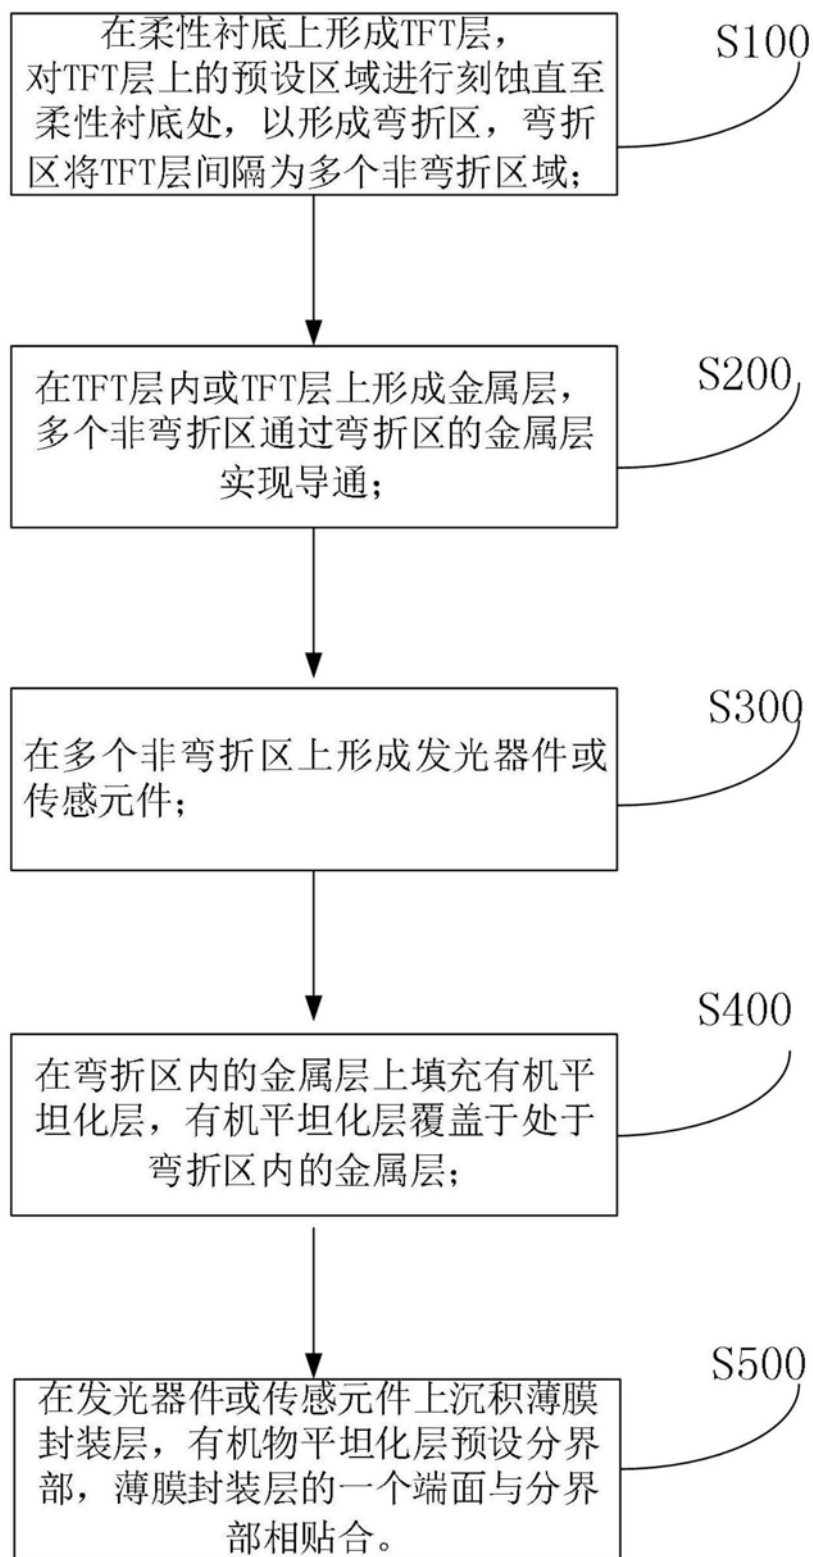 在柔性衬底上形成TFT层，
对TFT层上的预设区域进行刻蚀直至
柔性衬底处，以形成弯折区，弯折
区将TFT层间隔为多个非弯折区域；
S100
在TFT层内或TFT层上形成金属层，
多个非弯折区通过弯折区的金属层
实现导通；
S200
在多个非弯折区上形成发光器件或
传感元件；
S300
在弯折区内的金属层上填充有机平
坦化层，有机平坦化层覆盖于处于
弯折区内的金属层；
S400
在发光器件或传感元件上沉积薄膜
封装层，有机物平坦化层预设分界
部，薄膜封装层的一个端面与分界
部相贴合。
S500